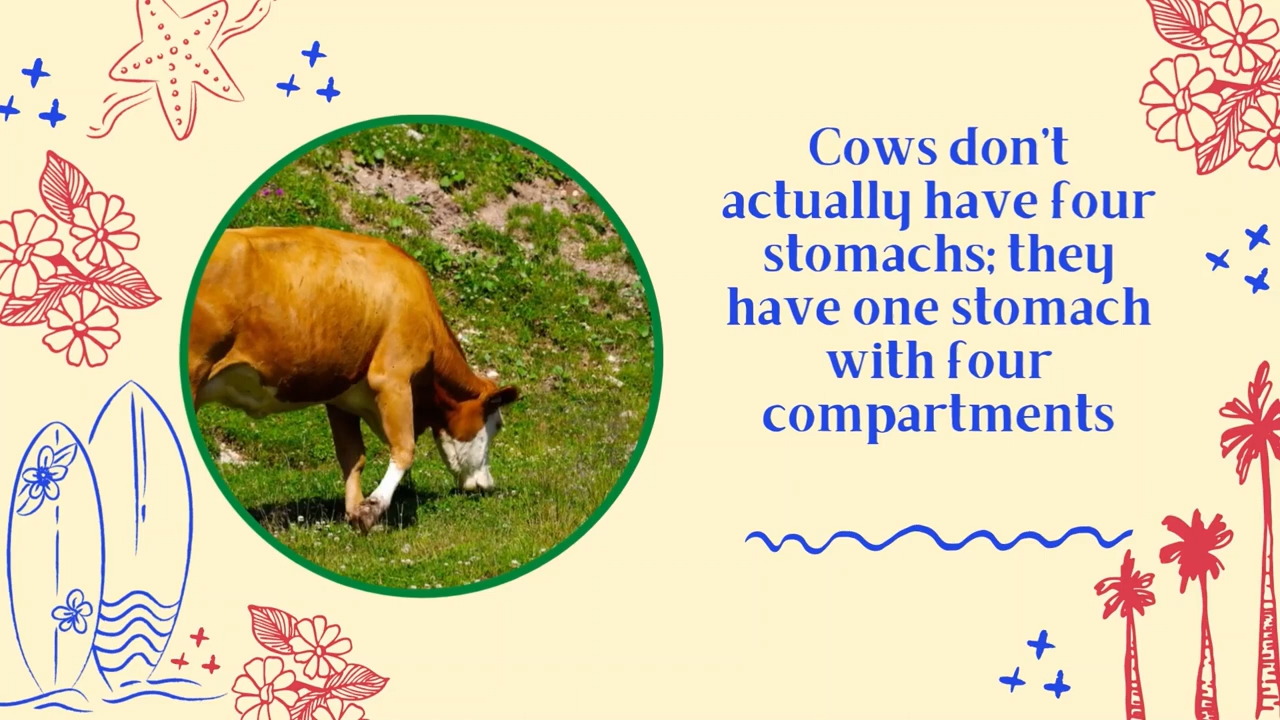 Cows don't
actually have four
stomachs; they
have one stomach
with four
compartments